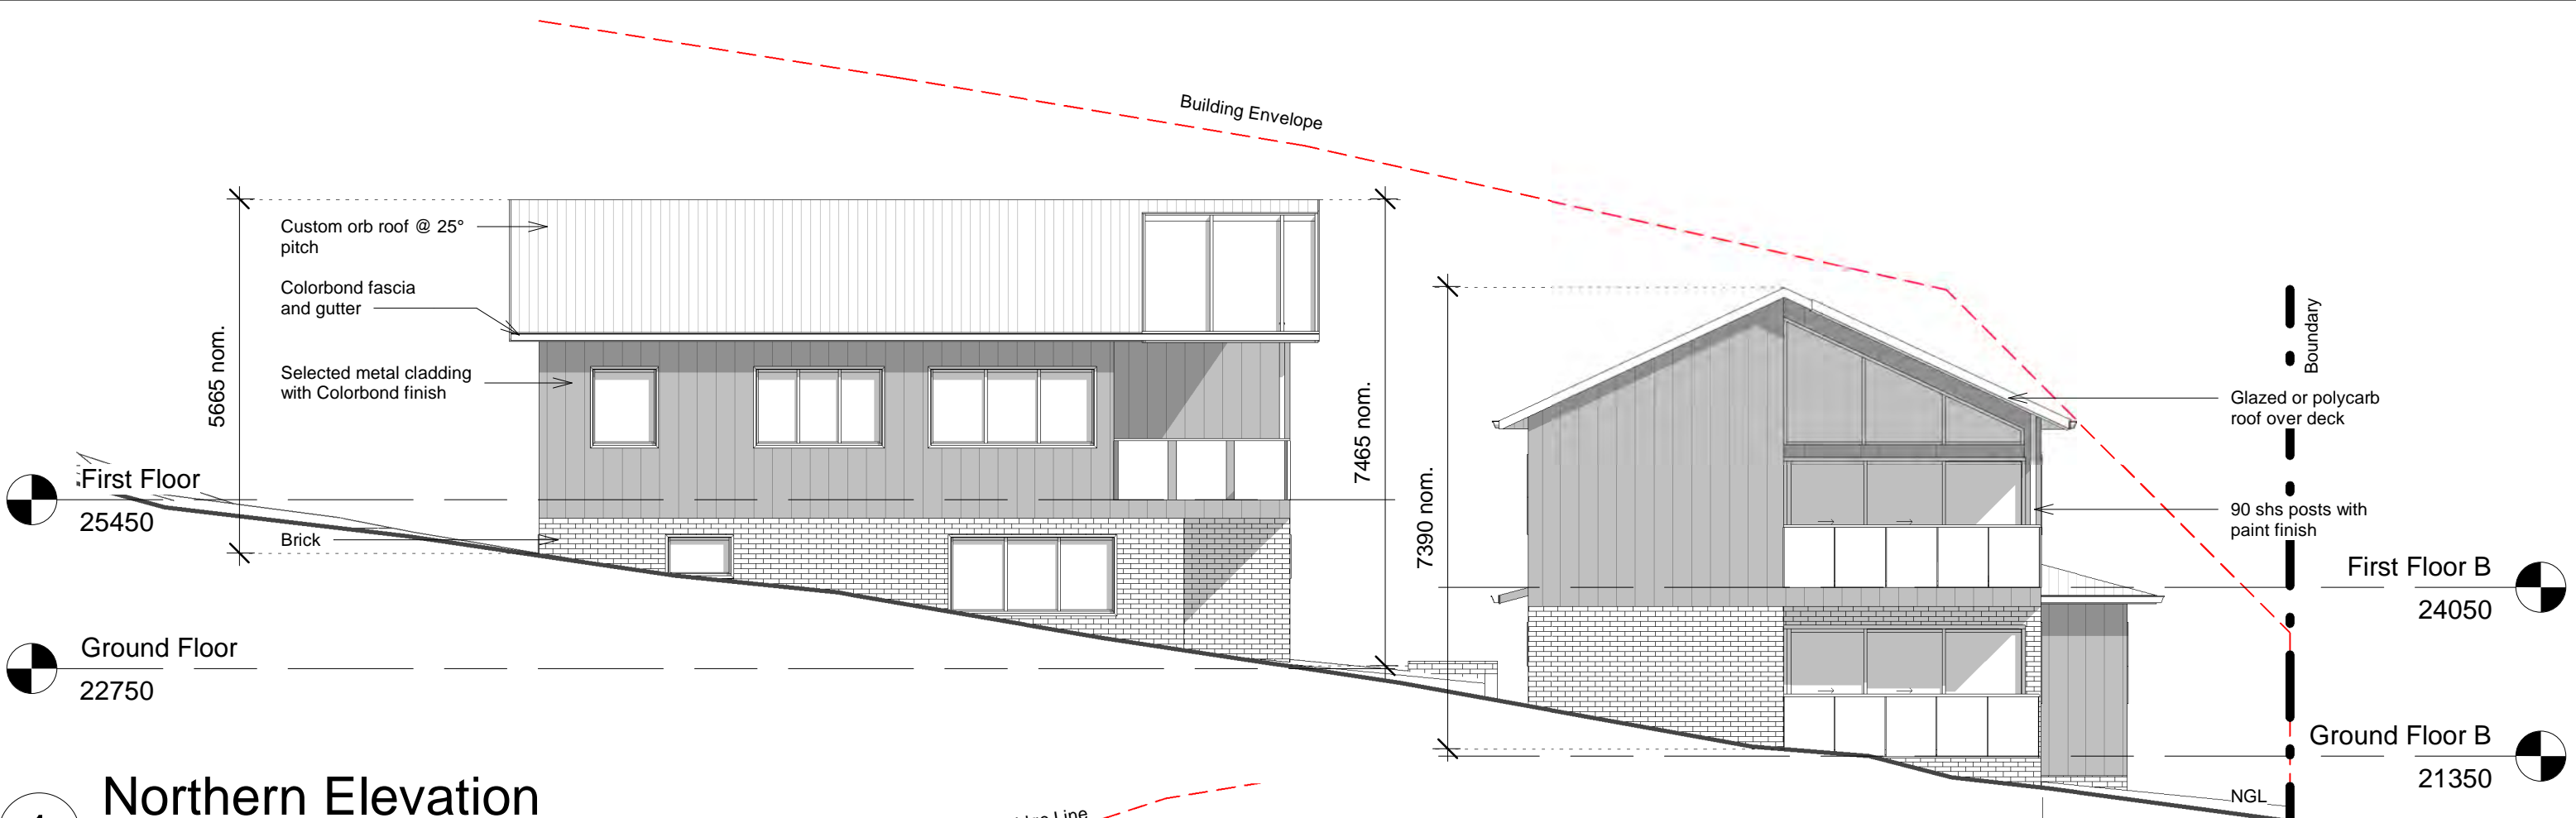 Building Envelope
Custom orb roof @ 25°
pitch
Colorbond fascia
and gutter
5665 nom.
Selected metal cladding
with Colorbond finish
7465 nom.
7390 nom.
Boundary
Glazed or polycarb
roof over deck
First Floor
25450
Brick
90 shs posts with
paint finish
First Floor B
24050
Ground Floor
22750
Ground Floor B
21350
NGL
Northern Elevation
Line